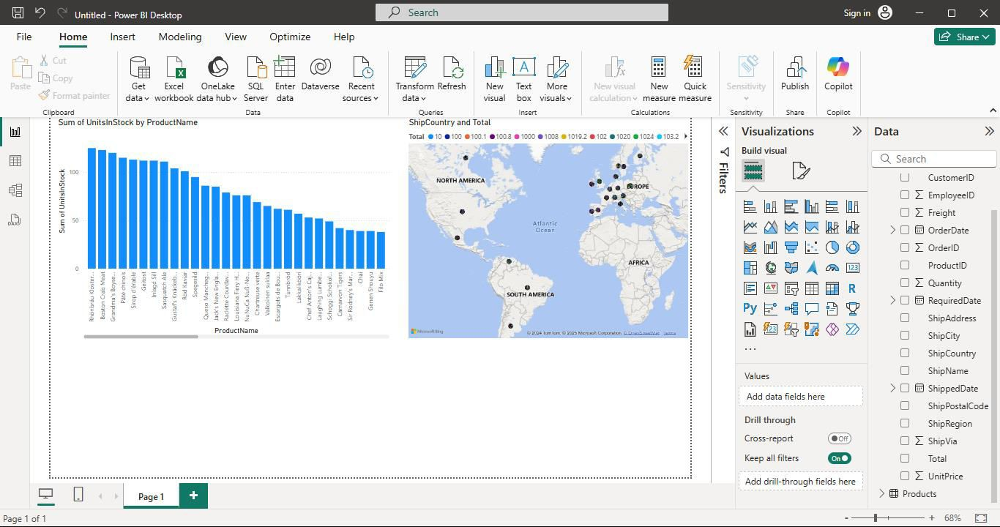 Untitled - Power BI Desktop
Search
Sign in
File Home Insert Modeling View Optimize Help
Share
Paste
Cut
Copy
Format painter
Clipboard
Get data
Excel workbook
OneLake data hub
SQL Server
Enter data
Dataverse
Recent sources
Data
Transform data
Refresh
Queries
New visual
Text box
More visuals
Insert
New visual calculation
New measure
Quick measure
Calculations
Sensitivity
Sensitivity
Publish
Share
Copilot
Copilot
DAX
Sum of UnitsInStock by ProductName
Sum of UnitsInStock
100
50
0
Rhönbräu Kloster...
Boston Crab Meat
Grandma's Boyse...
Pâté chinois
Sirop d'érable
Geitost
Inlagd Sill
Sasquatch Ale
Gustaf's Knäckeb...
Röd Kaviar
Spegesild
Queso Mancheg...
Jack's New Engla...
Raclette Courdav...
Louisiana Fiery H...
NuNuCa Nuß-No...
Chartreuse verte
Valkoinen suklaa
Escargots de Bou...
Tunnbröd
Lakkalikööri
Chef Anton's Caj...
Laughing Lumbe...
Schoggi Schokol...
Carnarvon Tigers
Sir Rodney's Mar...
Chai
Genen Shouyu
Filo Mix
ProductName
ShipCountry and Total
Total 10 100 100.1 100.8 1000 1008 1019.2 102 1020 1024 103.2
NORTH AMERICA
EUROPE
Atlantic
Ocean
AFRICA
SOUTH AMERICA
Microsoft Bing
© 2024 TomTom, © 2025 Microsoft Corporation, © OpenStreetMap Terms
Filters
Visualizations
Build visual
123
R
Py
123
...
Values
Add data fields here
Drill through
Cross-report
Off
Keep all filters
On
Add drill-through fields here
Data
Search
CustomerID
EmployeeID
Freight
OrderDate
OrderID
ProductID
Quantity
RequiredDate
ShipAddress
ShipCity
ShipCountry
ShipName
ShippedDate
ShipPostalCode
ShipRegion
ShipVia
Total
UnitPrice
Products
Page 1
Page 1 of 1
68%